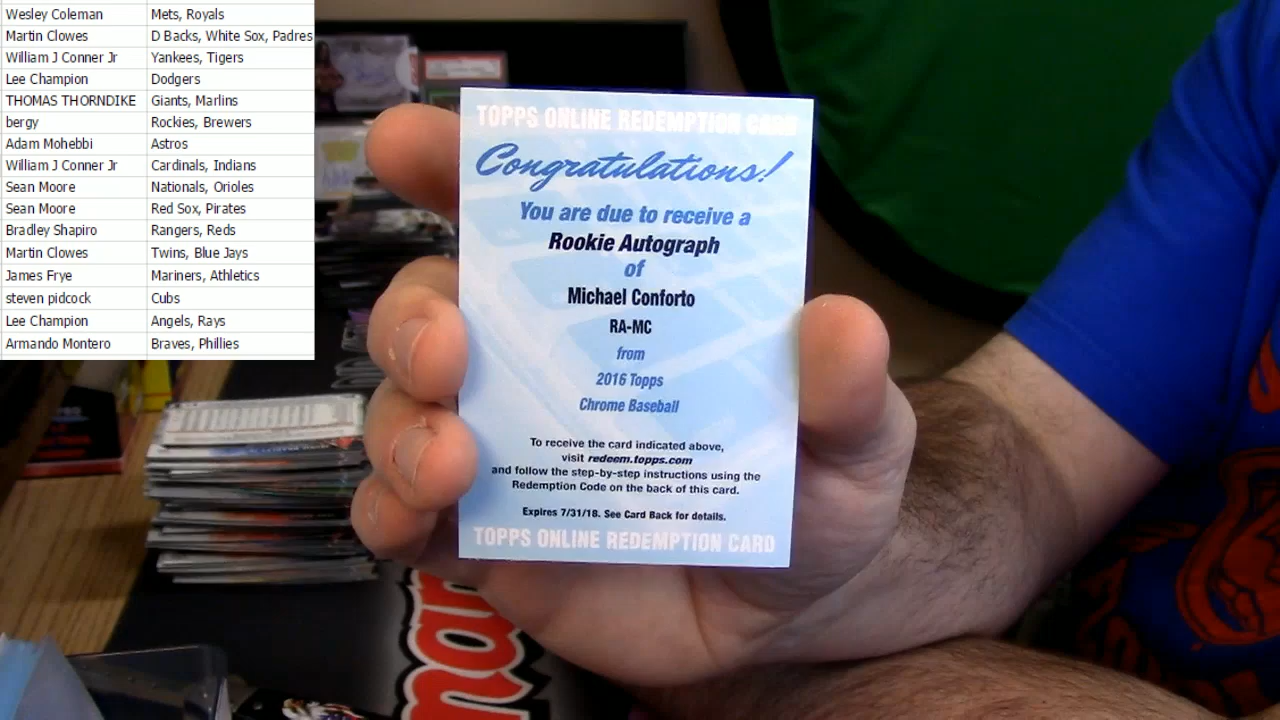 Wesley Coleman Mets, Royals
Martin Clowes D Backs, White Sox, Padres
William J Conner Jr Yankees, Tigers
Lee Champion Dodgers
THOMAS THORNDIKE Giants, Marlins
bergy Rockies, Brewers
Adam Mohebbi Astros
William J Conner Jr Cardinals, Indians
Sean Moore Nationals, Orioles
Sean Moore Red Sox, Pirates
Bradley Shapiro Rangers, Reds
Martin Clowes Twins, Blue Jays
James Frye Mariners, Athletics
steven pidcock Cubs
Lee Champion Angels, Rays
Armando Montero Braves, Phillies
TOPPS ONLINE REDEMPTION CARD
Congratulations!
You are due to receive a
Rookie Autograph
of
Michael Conforto
RA-MC
from
2016 Topps
Chrome Baseball
To receive the card indicated above,
visit redeem.topps.com
and follow the step-by-step instructions using the
Redemption Code on the back of this card.
Expires 7/31/18. See Card Back for details.
TOPPS ONLINE REDEMPTION CARD